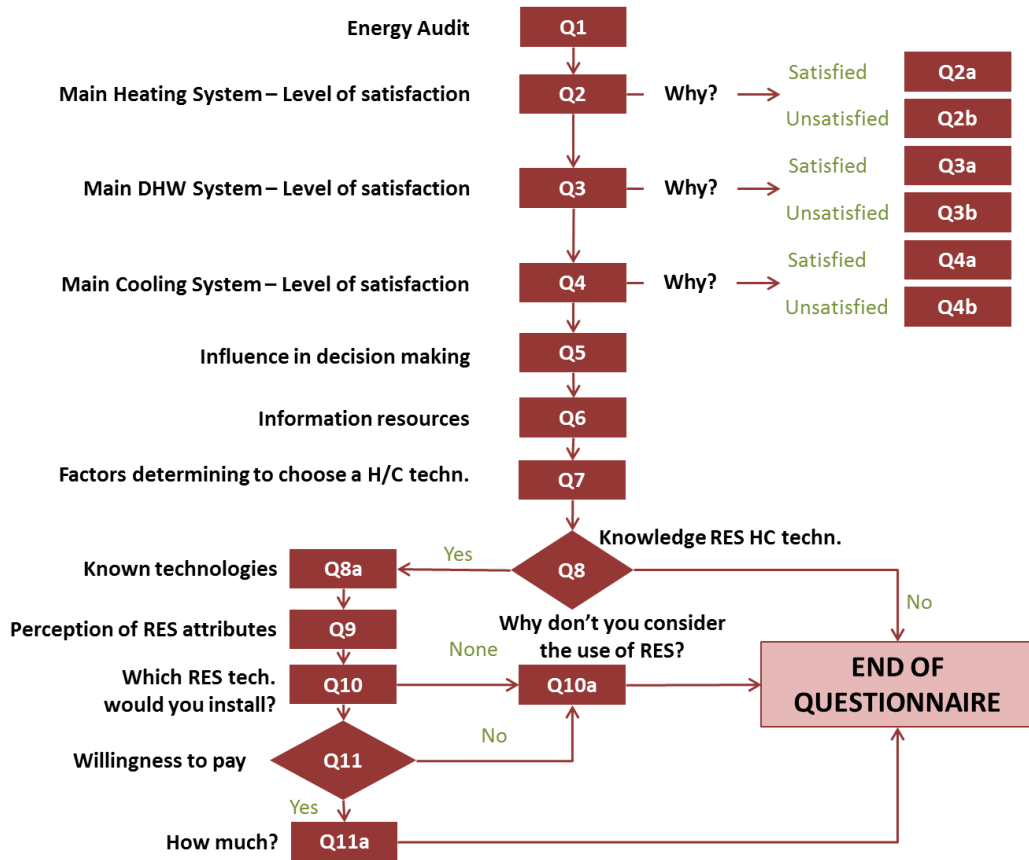 Energy Audit
Q1
Main Heating System – Level of satisfaction
Q2
Why?
Satisfied
Q2a
Unsatisfied
Q2b
Main DHW System – Level of satisfaction
Q3
Why?
Satisfied
Q3a
Unsatisfied
Q3b
Main Cooling System – Level of satisfaction
Q4
Why?
Satisfied
Q4a
Unsatisfied
Q4b
Influence in decision making
Q5
Information resources
Q6
Factors determining to choose a H/C techn.
Q7
Knowledge RES HC techn.
Q8
Yes
No
Known technologies
Q8a
Perception of RES attributes
Q9
Which RES tech.
would you install?
Q10
None
Why don't you consider
the use of RES?
Q10a
END OF
QUESTIONNAIRE
Willingness to pay
Q11
No
Yes
How much?
Q11a